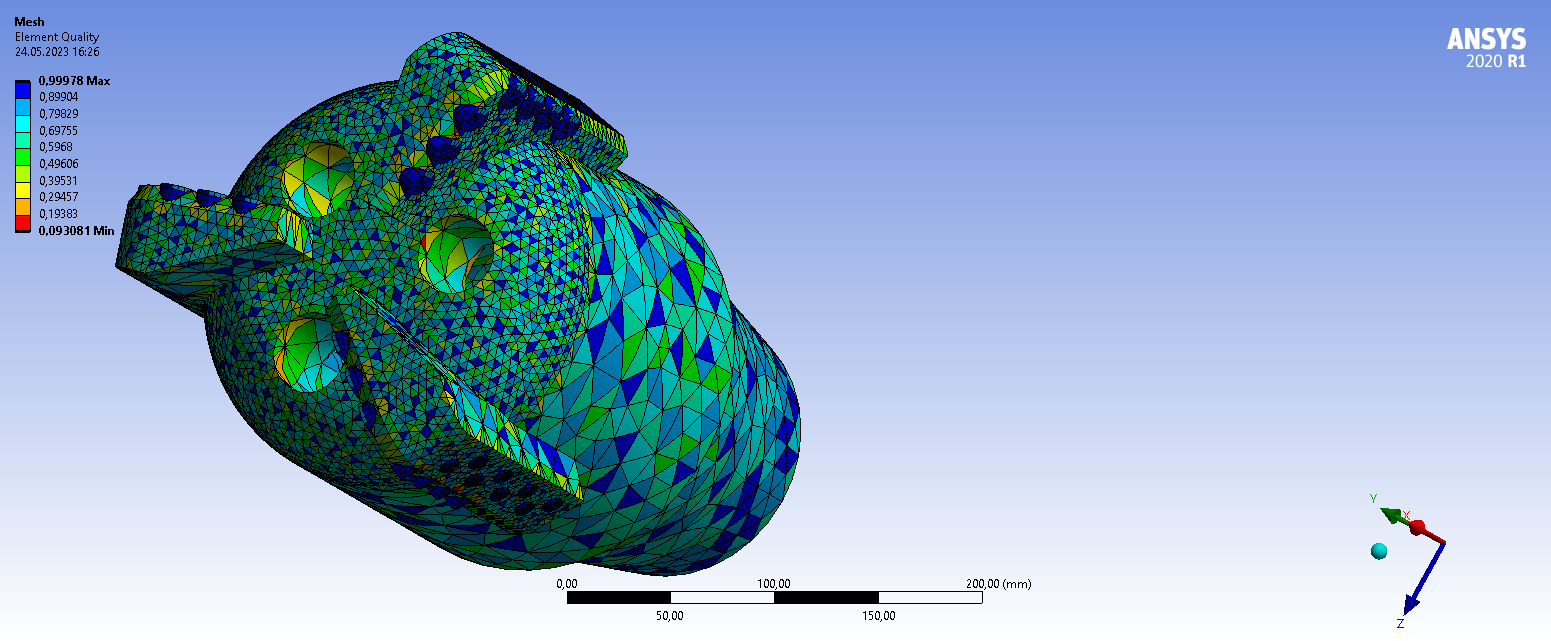 Mesh
Element Quality
24.05.2023 16:26
0,99978 Max
0,89904
0,79829
0,69755
0,5968
0,49606
0,39531
0,29457
0,19383
0,093081 Min
ANSYS
2020 R1
Y
X
Z
0,00
100,00
200,00 (mm)
50,00
150,00